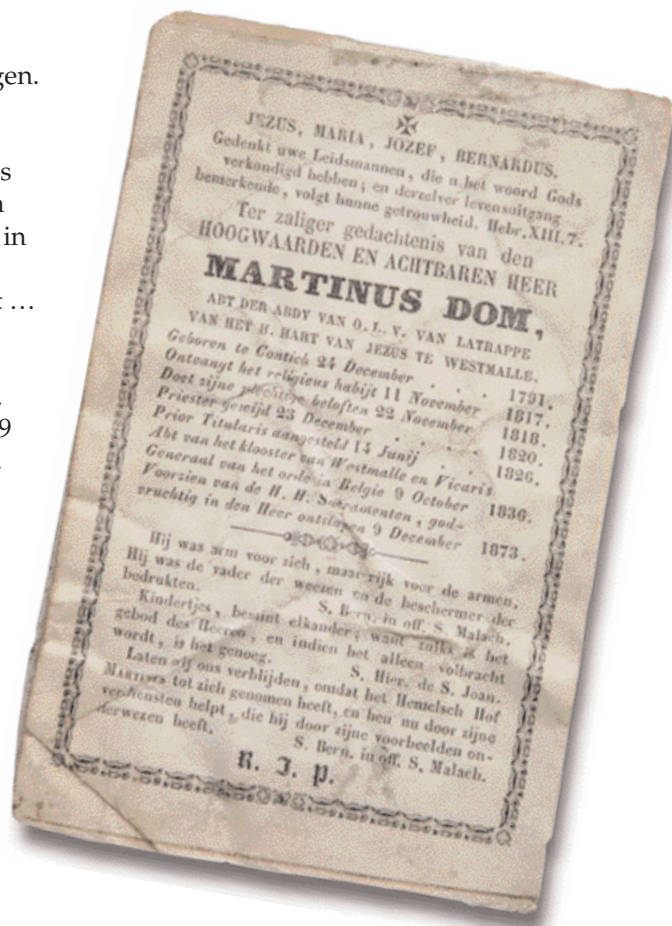 gen.
s
n
in
t …
9
JEZUS, MARIA, JOZEF, BERNARDUS.
Gedenkt uwe Leidsmannen, die u het woord Gods
verkondigd hebben; en derzelver levensuitgang
bemerkende, volgt hunne getrouwheid. Hebr. XIII. 7.
Ter zaliger gedachtenis van den
HOOGWAARDEN EN ACHTBAREN HEER
MARTINUS DOM,
ABT DER ABDY VAN O. L. V. VAN LATRAPPE
VAN HET H. HART VAN JEZUS TE WESTMALLE.
Geboren te Contich 24 December . . . 1791.
Ontvangt het religieus habijt 11 November 1817.
Doet zijne plechtige beloften 22 November 1818.
Priester gewijd 23 December . . . . . 1820.
Prior Titularis aangesteld 14 Junij . . 1826.
Abt van het klooster van Westmalle en Vicaris
Generaal van het orde in Belgie 9 October 1836.
Voorzien van de H. H. Sacramenten, god-
vruchtig in den Heer ontslapen 9 December 1873.
Hij was arm voor zich, maar rijk voor de armen.
Hij was de vader der weezen en de beschermer der
bedrukten. S. Bern. in off. S. Malach.
Kindertjes, bemint elkander; want zulks is het
gebod des Heeren, en indien het alleen volbracht
wordt, is het genoeg. S. Hier. de S. Joan.
Laten wij ons verblijden, omdat het Hemelsch Hof
MARTINUS tot zich genomen heeft, en hen nu door zijne
verdiensten helpt, die hij door zijne voorbeelden on-
derwezen heeft. S. Bern. in off. S. Malach.
R. I. P.